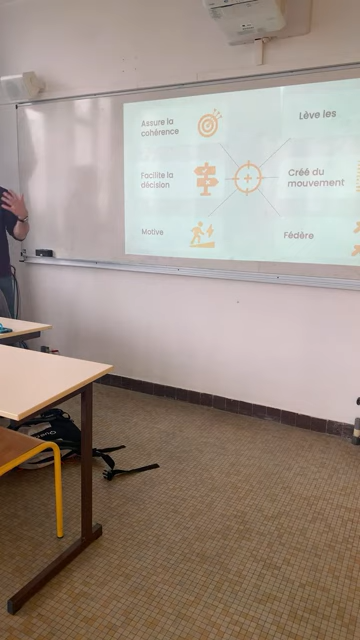 Assure la
cohérence
Lève les
Facilite la
décision
Créé du
mouvement
Motive
Fédère